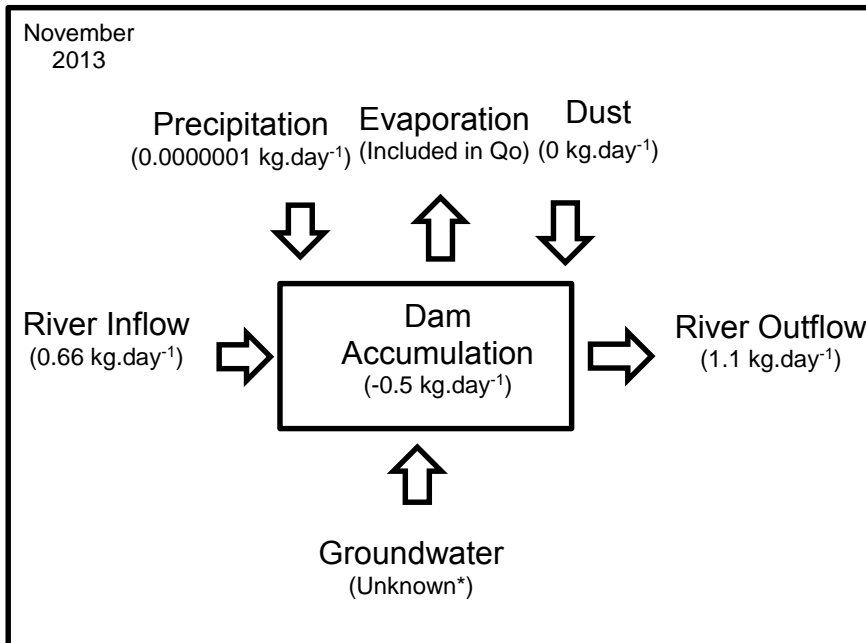 November
2013
Precipitation
(0.0000001 kg.day⁻¹)
Evaporation
(Included in Qo)
Dust
(0 kg.day⁻¹)
River Inflow
(0.66 kg.day⁻¹)
Dam
Accumulation
(-0.5 kg.day⁻¹)
River Outflow
(1.1 kg.day⁻¹)
Groundwater
(Unknown*)